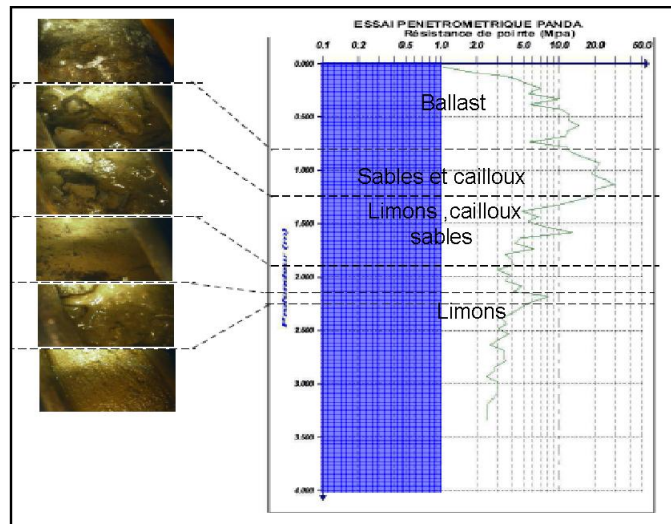 ESSAI PENETROMETRIQUE PANDA
Résistance de pointe (Mpa)
0.1 0.2 0.5 1.0 2.0 5.0 10.0 20.0 50.0
0.000
0.500
1.000
1.500
2.000
2.500
3.000
3.500
4.000
Profondeur (m)
Ballast
Sables et cailloux
Limons ,cailloux
sables
Limons